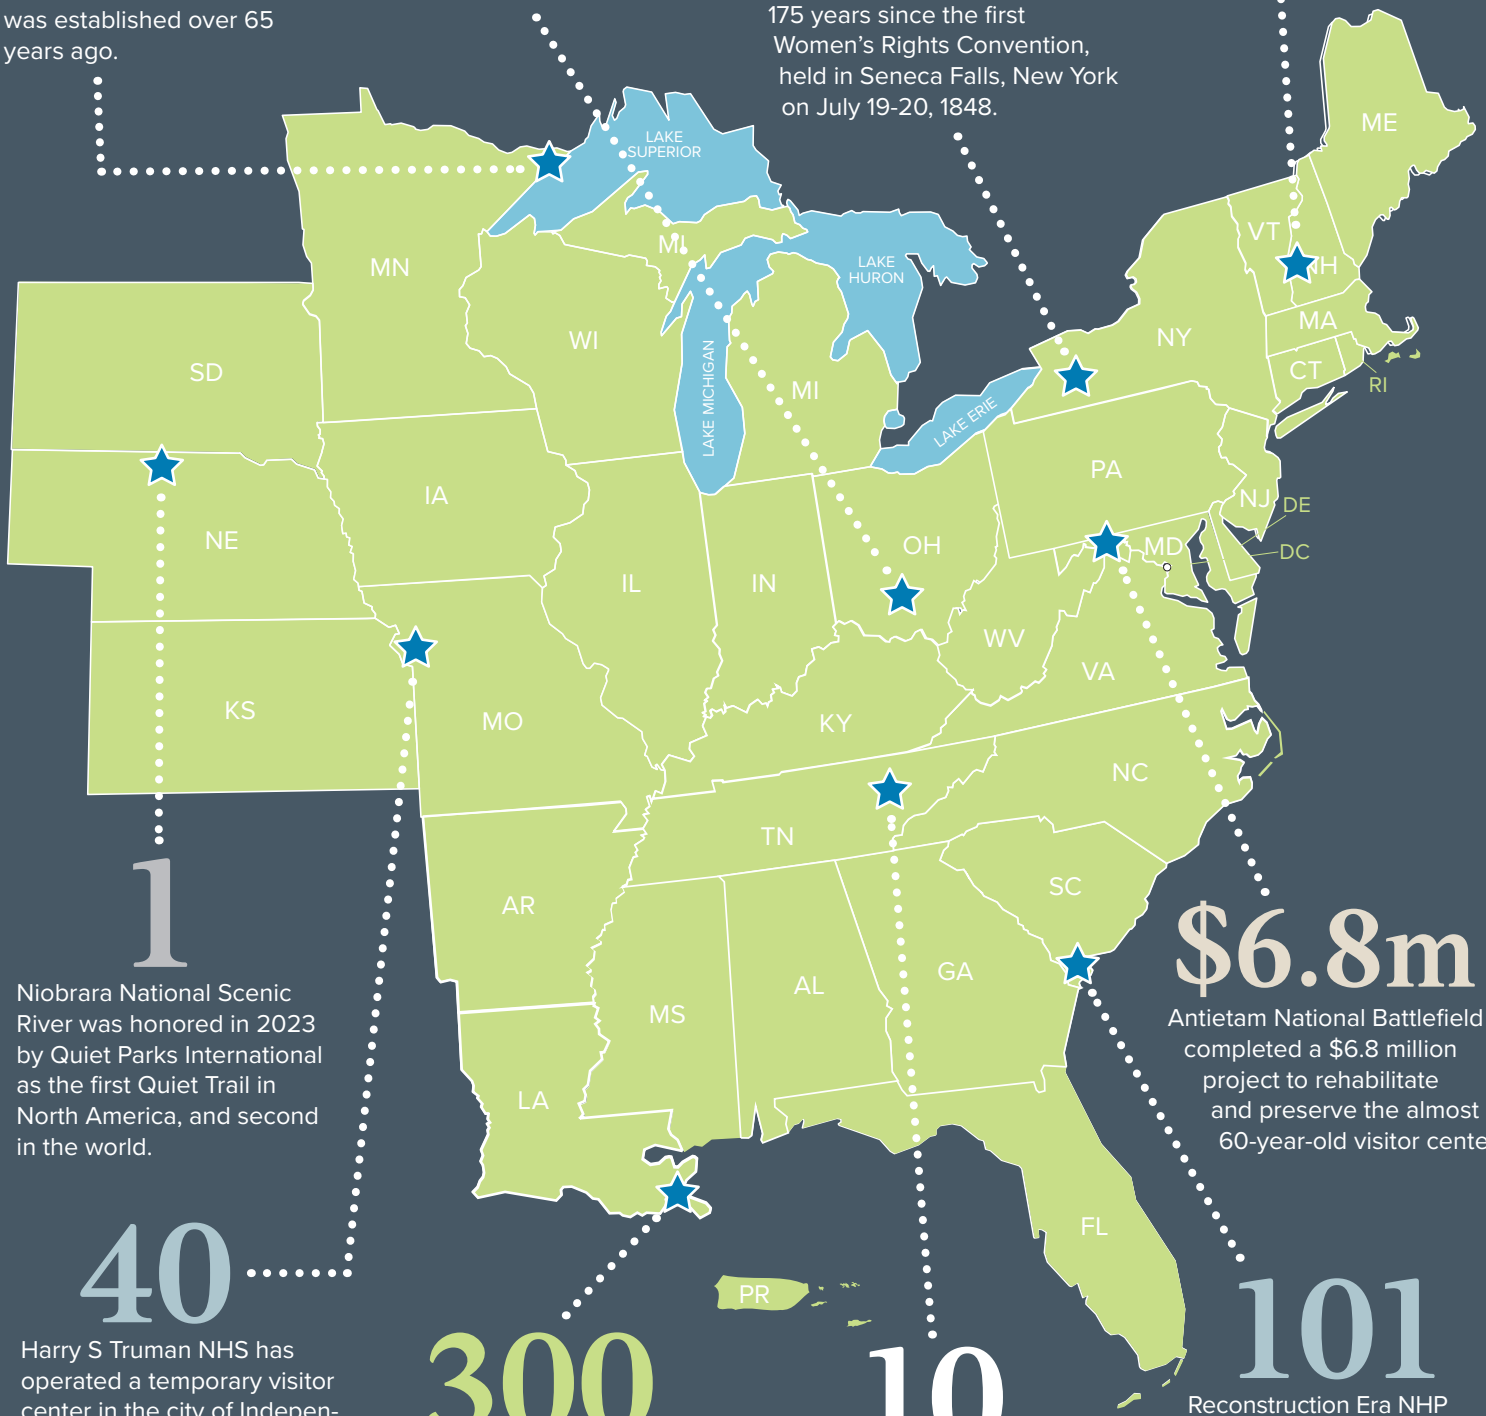 was established over 65
years ago.
175 years since the first
Women’s Rights Convention,
held in Seneca Falls, New York
on July 19-20, 1848.
LAKE
SUPERIOR
ME
MI
VT
NH
LAKE
HURON
MN
WI
NY
MA
SD
CT
RI
MI
LAKE MICHIGAN
LAKE ERIE
PA
IA
NJ
DE
NE
OH
MD
DC
IL
IN
WV
VA
KS
MO
KY
NC
TN
SC
AR
GA
AL
MS
LA
FL
PR
1
Niobrara National Scenic
River was honored in 2023
by Quiet Parks International
as the first Quiet Trail in
North America, and second
in the world.
$6.8m
Antietam National Battlefield
completed a $6.8 million
project to rehabilitate
and preserve the almost
60-year-old visitor cente
40
Harry S Truman NHS has
operated a temporary visitor
center in the city of Indepen-
300
10
101
Reconstruction Era NHP